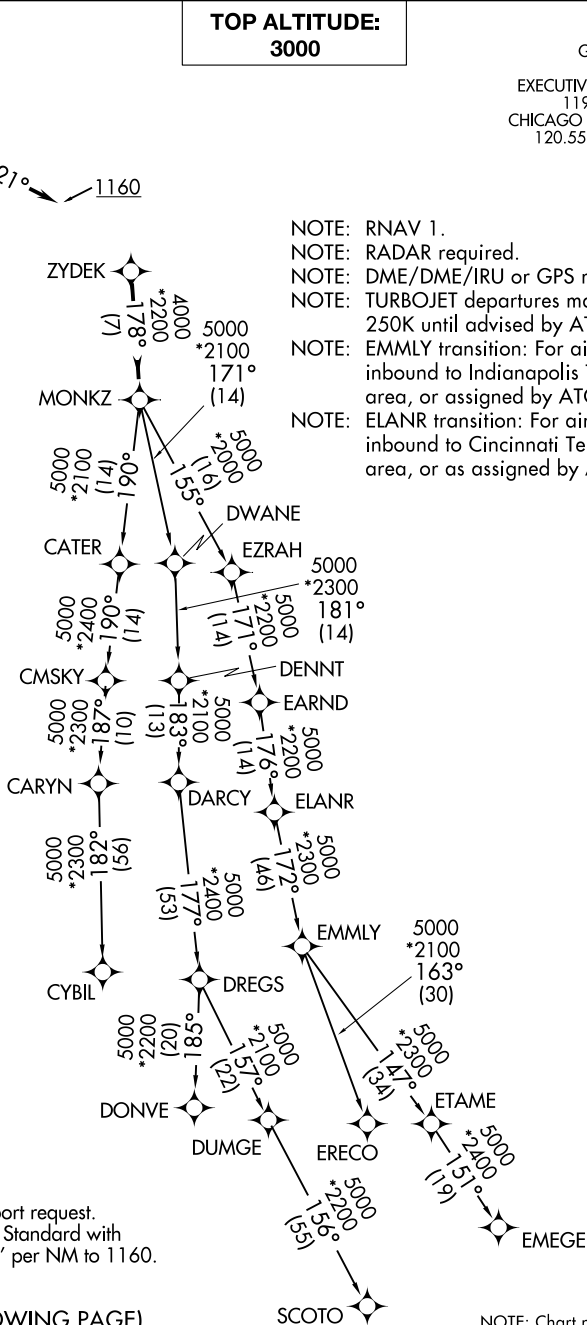 TOP ALTITUDE:
3000
EXECUTIV
119
CHICAGO
120.55
21°
1160
NOTE: RNAV 1.
NOTE: RADAR required.
NOTE: DME/DME/IRU or GPS r
NOTE: TURBOJET departures ma
250K until advised by AT
NOTE: EMMLY transition: For air
inbound to Indianapolis T
area, or assigned by ATC
NOTE: ELANR transition: For air
inbound to Cincinnati Te
area, or as assigned by A
ZYDEK
4000
*2200
178°
(7)
5000
*2100
171°
(14)
MONKZ
5000
*2100
190°
(14)
5000
*2000
155°
(16)
DWANE
CATER
EZRAH
5000
*2300
181°
(14)
5000
*2400
190°
(14)
5000
*2200
171°
(14)
CMSKY
DENNT
EARND
5000
*2300
187°
(10)
5000
*2100
183°
(13)
5000
*2200
176°
(14)
CARYN
DARCY
ELANR
5000
*2300
182°
(56)
5000
*2400
177°
(53)
5000
*2300
172°
(46)
EMMLY
5000
*2100
163°
(30)
CYBIL
DREGS
5000
*2200
185°
(20)
5000
*2100
157°
(22)
5000
*2300
147°
(34)
DONVE
DUMGE
ERECO
ETAME
5000
*2400
151°
(19)
EMEGE
5000
*2200
156°
(55)
SCOTO
port request.
Standard with
' per NM to 1160.
OWING PAGE)
NOTE: Chart n